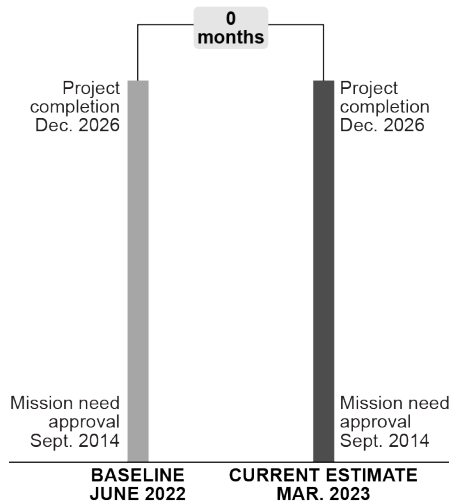 0
months
Project
completion
Dec. 2026
Project
completion
Dec. 2026
Mission need
approval
Sept. 2014
Mission need
approval
Sept. 2014
BASELINE
JUNE 2022
CURRENT ESTIMATE
MAR. 2023